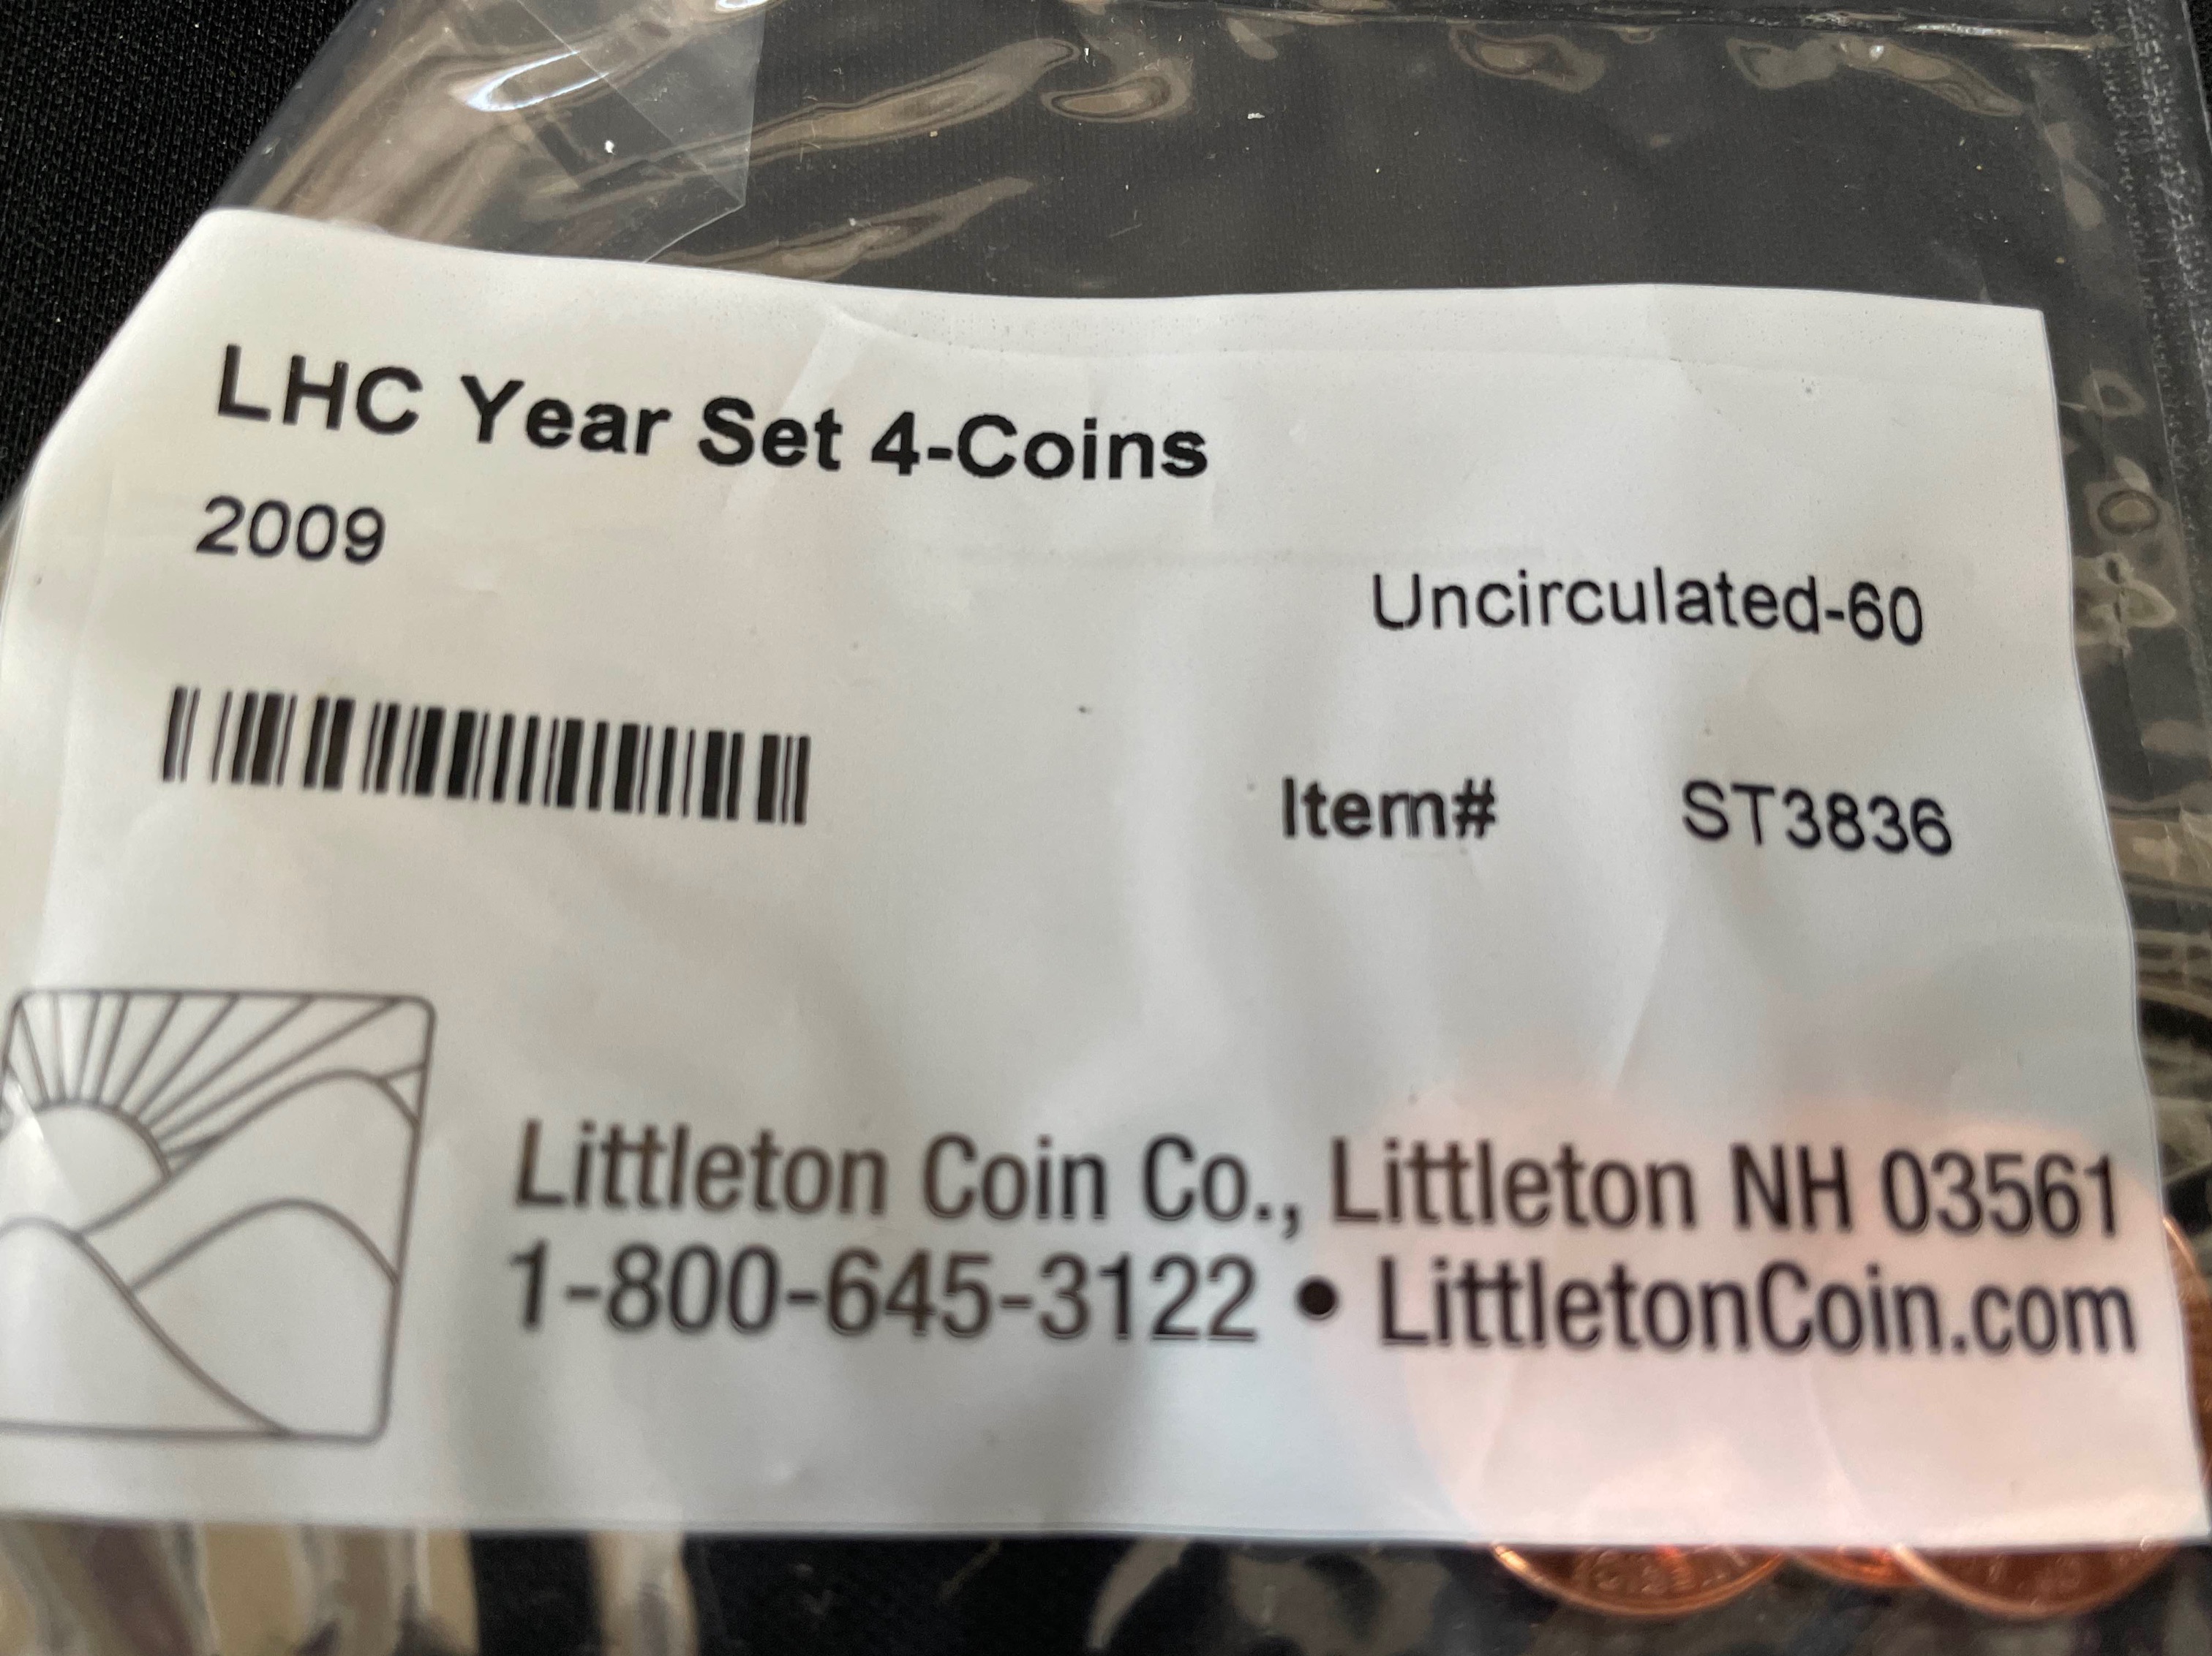 LHC Year Set 4-Coins
2009
Uncirculated-60
Item# ST3836
Littleton Coin Co., Littleton NH 03561
1-800-645-3122 • LittletonCoin.com